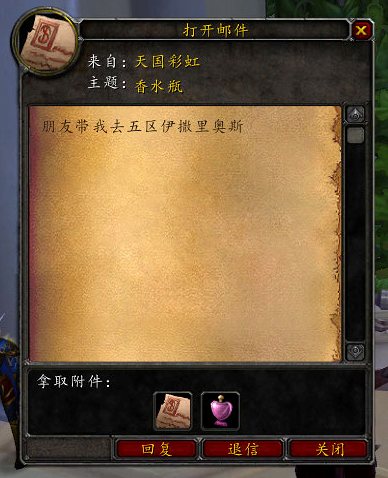 打开邮件
来自：天国彩虹
主题：香水瓶
朋友带我去五区伊撒里奥斯
拿取附件：
回复
退信
关闭